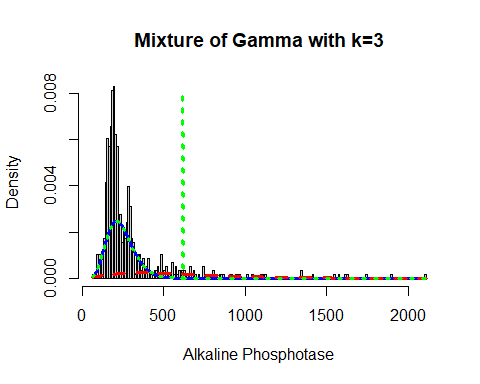 Mixture of Gamma with k=3
Density
0.008
0.004
0.000
0 500 1000 1500 2000
Alkaline Phosphotase